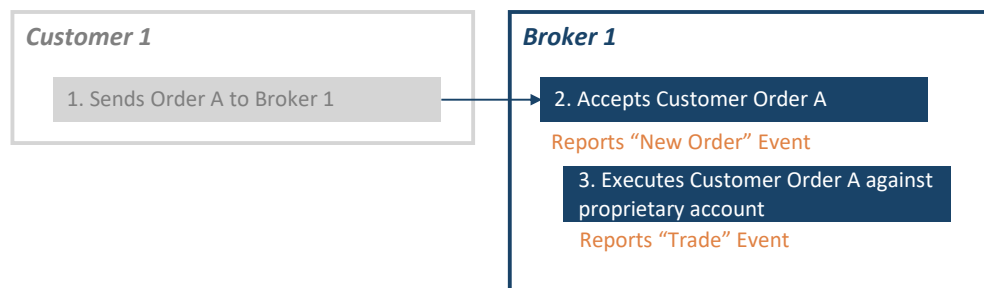 Customer 1
1. Sends Order A to Broker 1
Broker 1
2. Accepts Customer Order A
Reports “New Order” Event
3. Executes Customer Order A against
proprietary account
Reports “Trade” Event